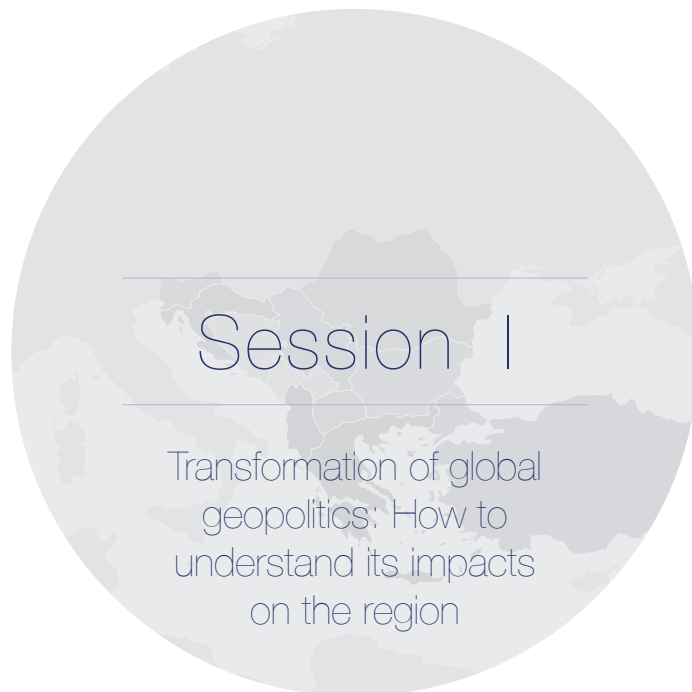 Session I
Transformation of global
geopolitics: How to
understand its impacts
on the region